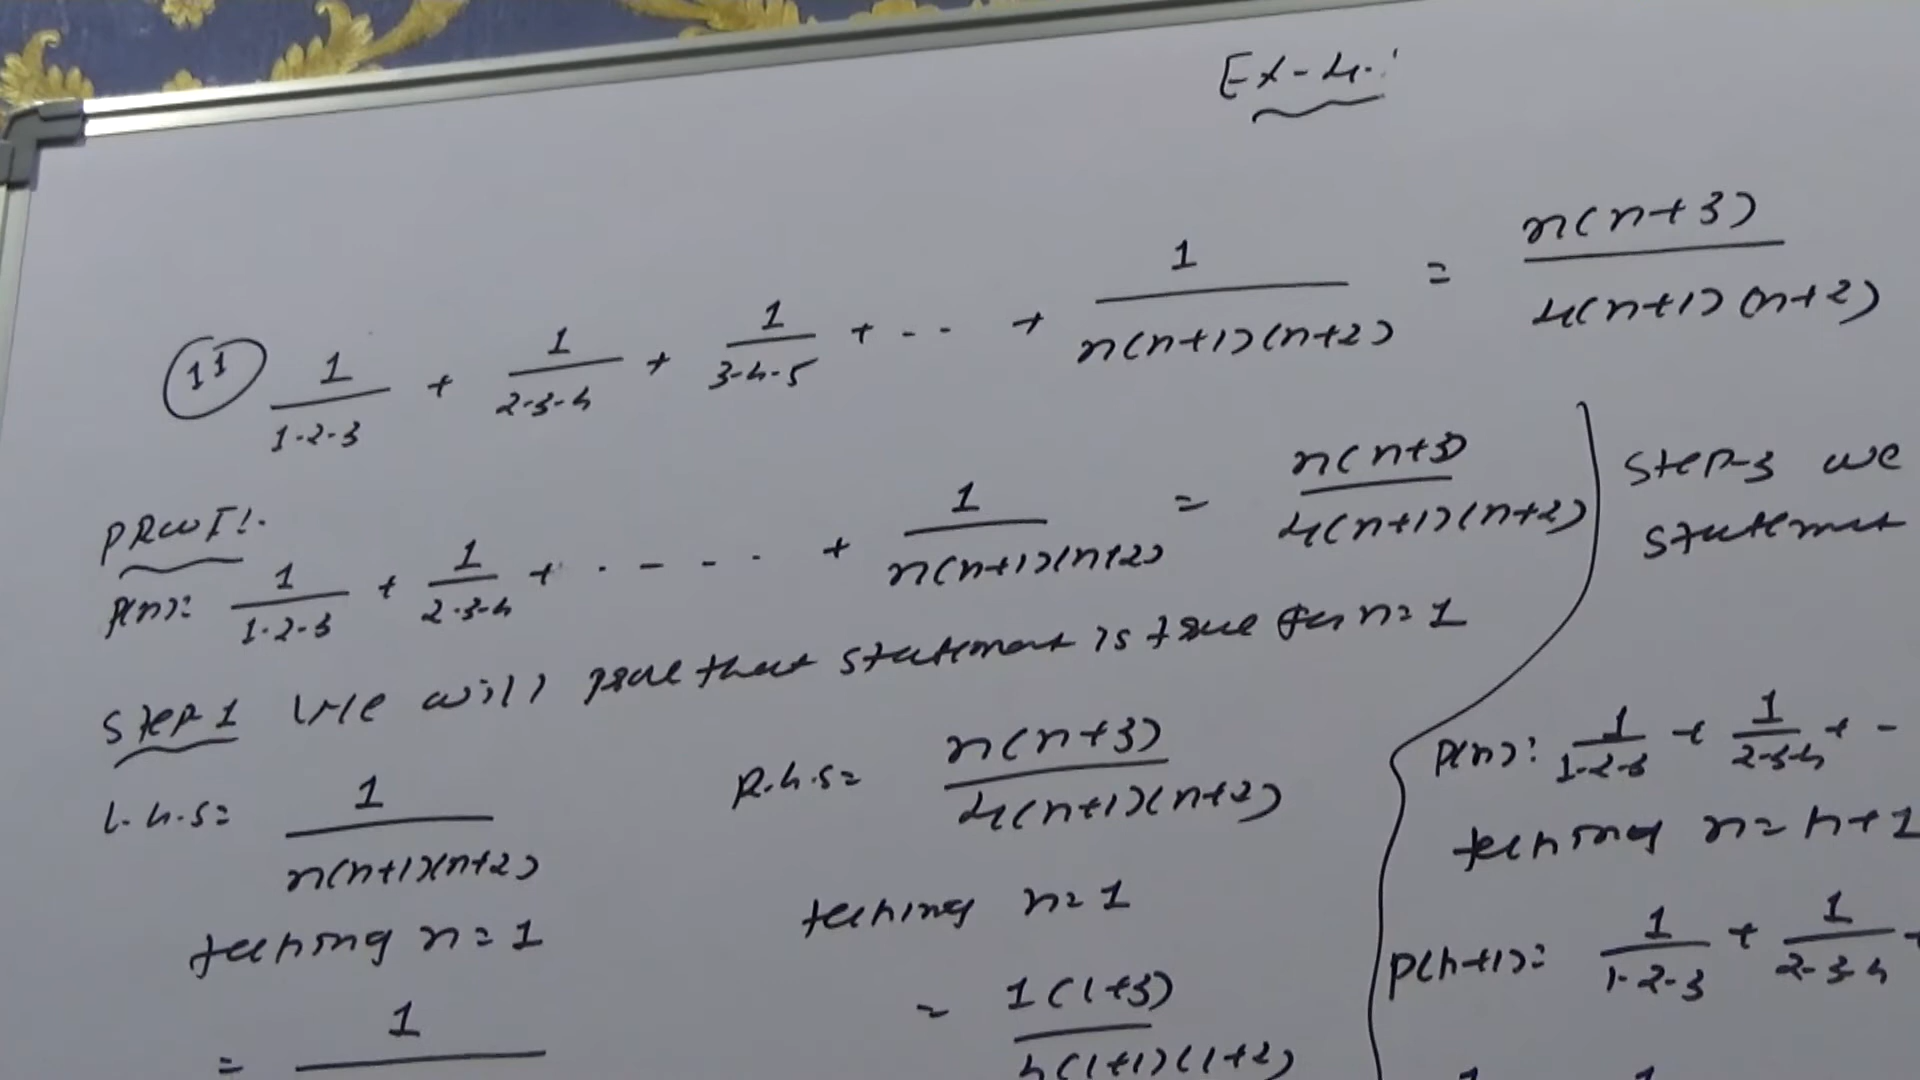 Ex-4.
(11) 1/1·2·3 + 1/2·3·4 + 1/3·4·5 + ... + 1/n(n+1)(n+2) = n(n+3)/4(n+1)(n+2)
Proof:
P(n): 1/1·2·3 + 1/2·3·4 + ..... + 1/n(n+1)(n+2) = n(n+3)/4(n+1)(n+2)
Step 1 We will prove that statement is true for n=1
L.H.S= 1/n(n+1)(n+2)
R.H.S= n(n+3)/4(n+1)(n+2)
taking n=1
taking n=1
= 1
= 1(1+3)/4(1+1)(1+2)
Step-3 we
statement
P(n): 1/1·2·3 + 1/2·3·4 + -
taking n=k+1
P(k+1): 1/1·2·3 + 1/2·3·4 +